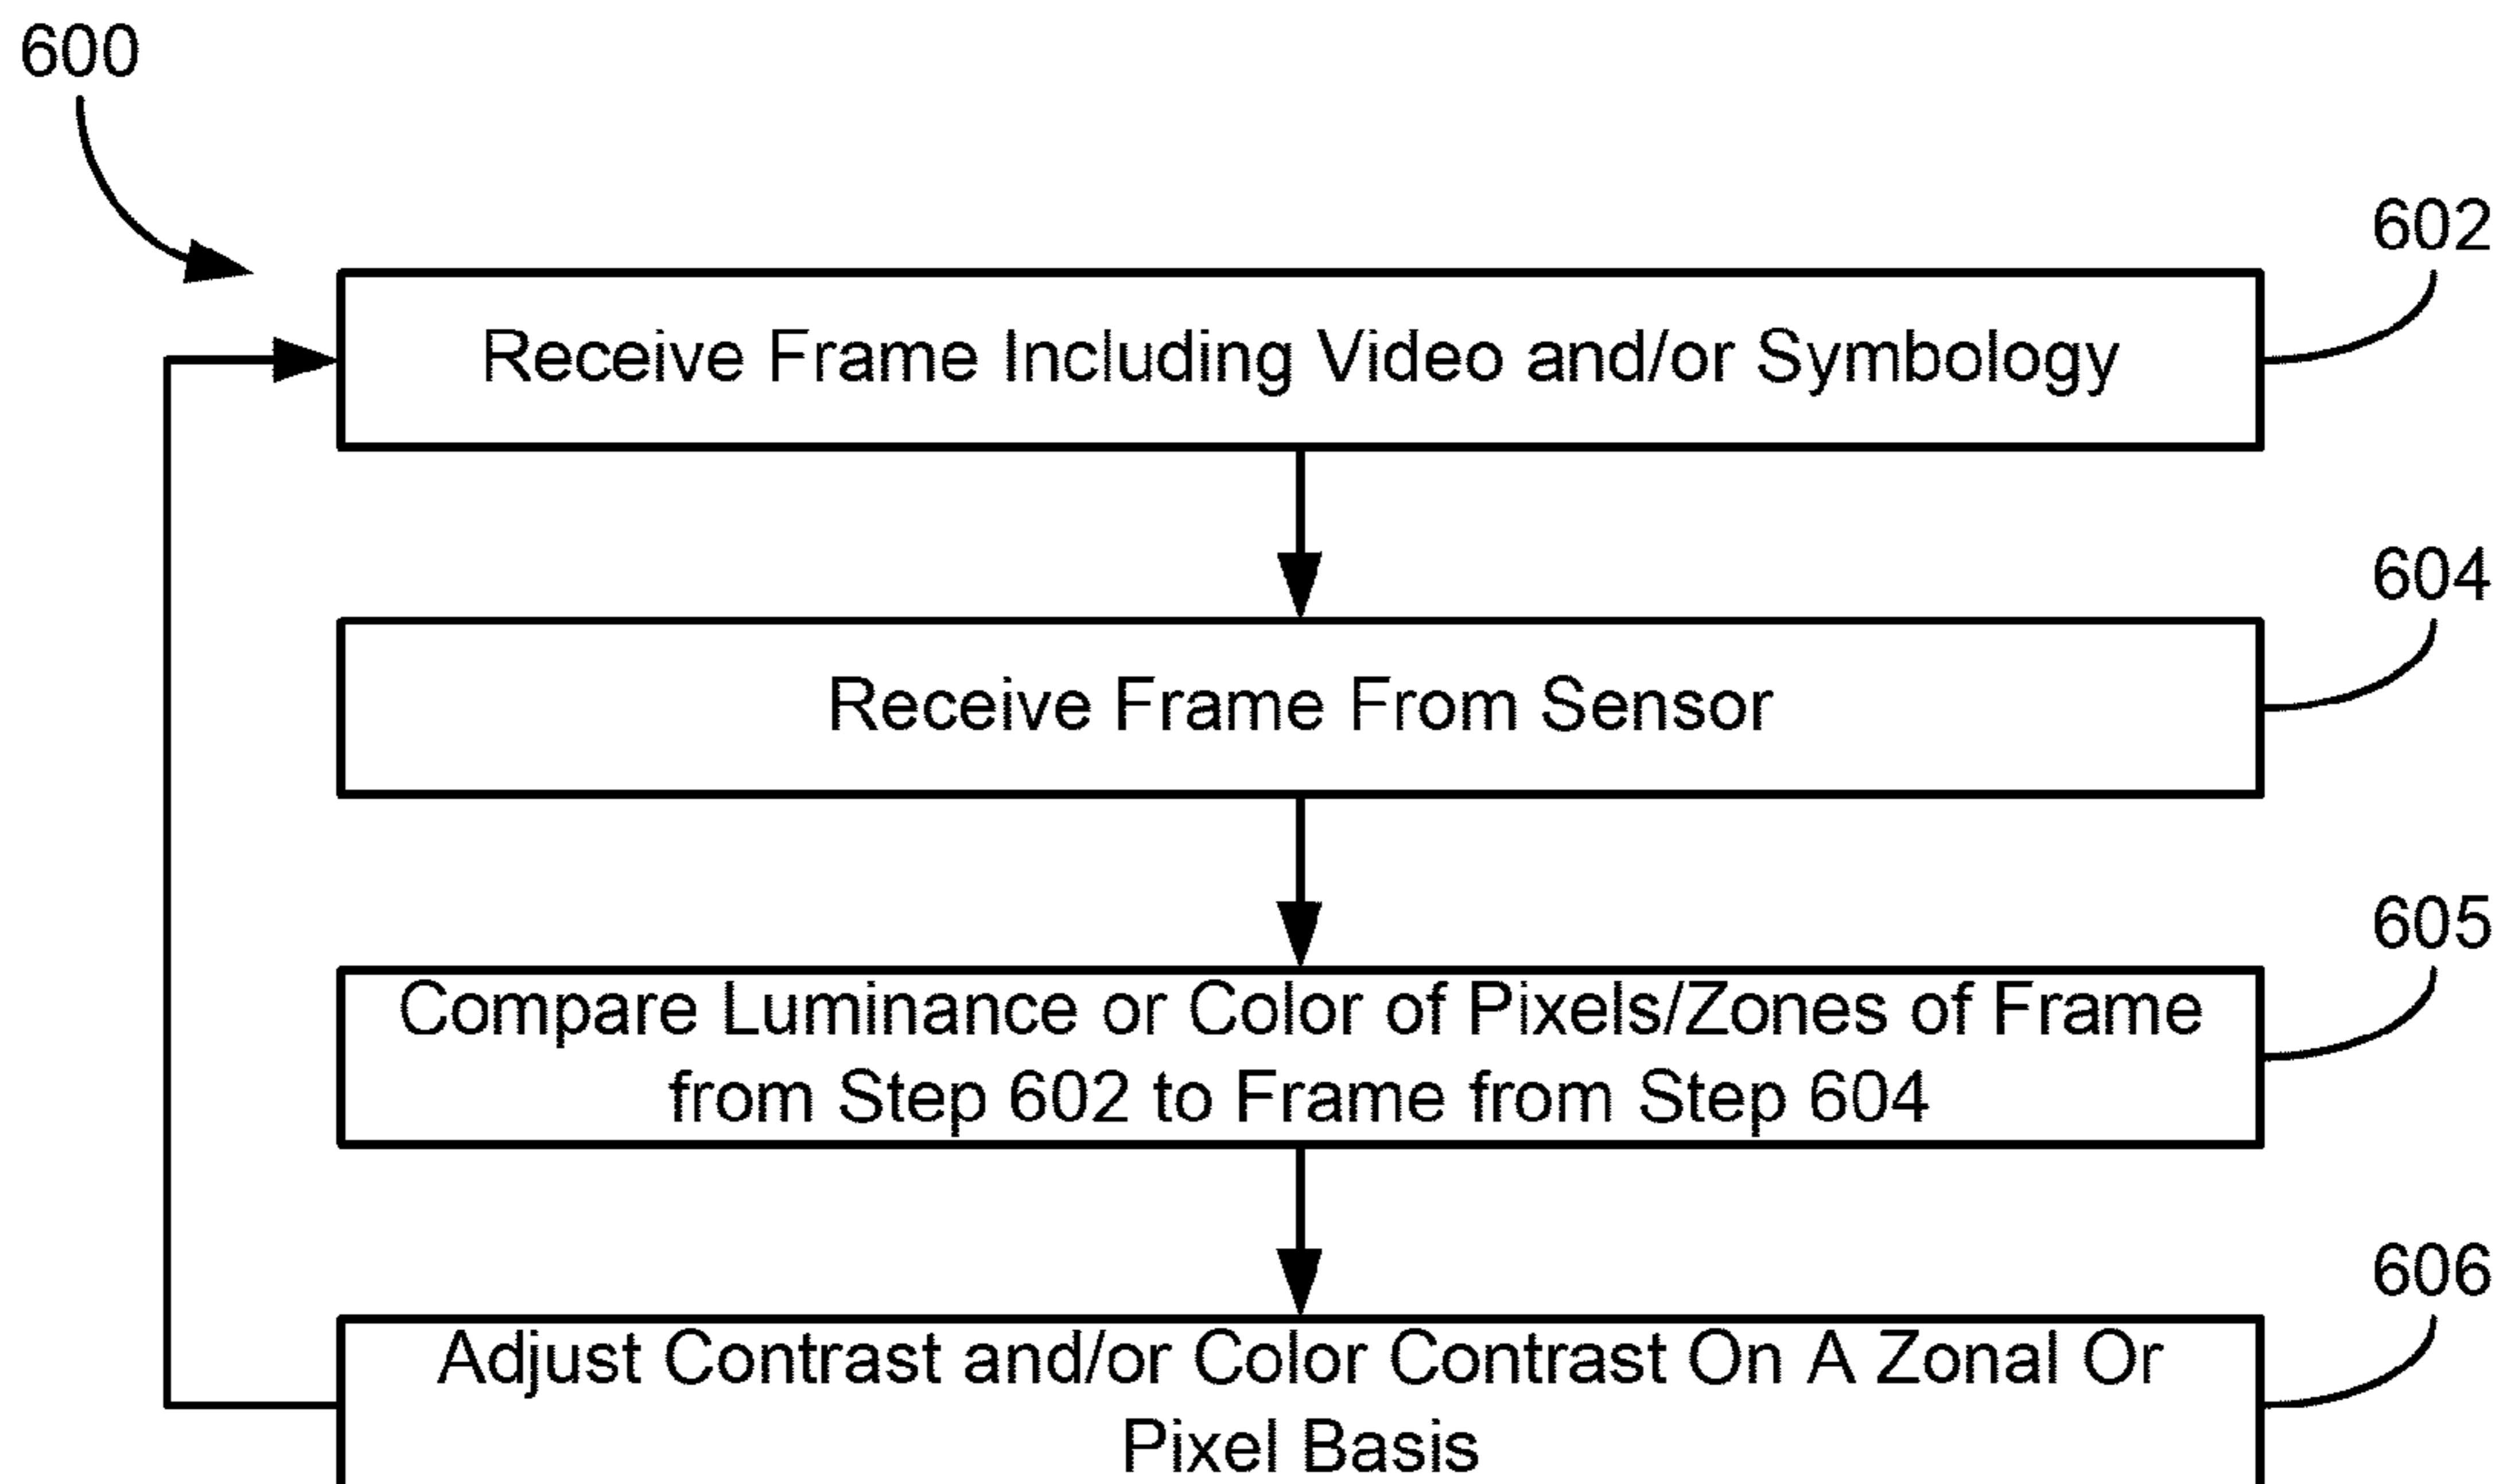 600
602
Receive Frame Including Video and/or Symbology
604
Receive Frame From Sensor
605
Compare Luminance or Color of Pixels/Zones of Frame
from Step 602 to Frame from Step 604
606
Adjust Contrast and/or Color Contrast On A Zonal Or
Pixel Basis